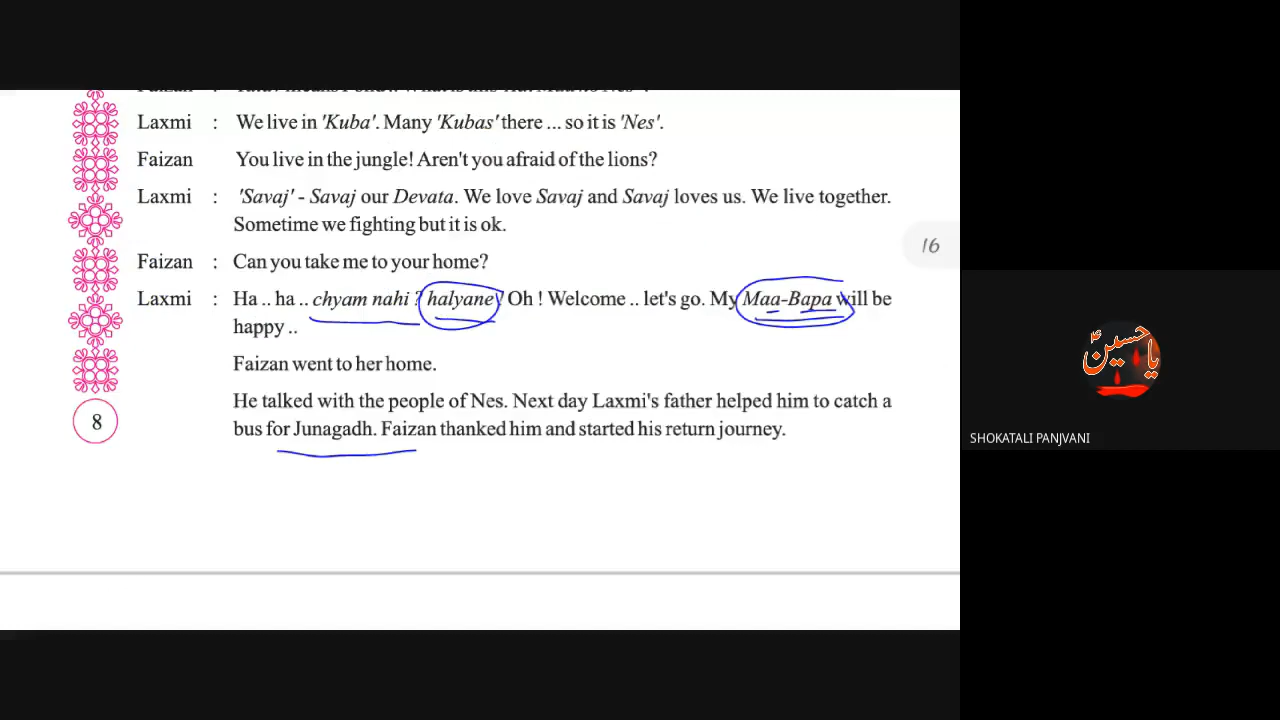 Laxmi : We live in 'Kuba'. Many 'Kubas' there ... so it is 'Nes'.
Faizan You live in the jungle! Aren't you afraid of the lions?
Laxmi : 'Savaj' - Savaj our Devata. We love Savaj and Savaj loves us. We live together.
Sometime we fighting but it is ok.
16
Faizan : Can you take me to your home?
Laxmi : Ha .. ha .. chyam nahi ? halyane ! Oh ! Welcome .. let's go. My Maa-Bapa will be
happy ..
Faizan went to her home.
He talked with the people of Nes. Next day Laxmi's father helped him to catch a
8
bus for Junagadh. Faizan thanked him and started his return journey.
یا حسین
SHOKATALI PANJVANI